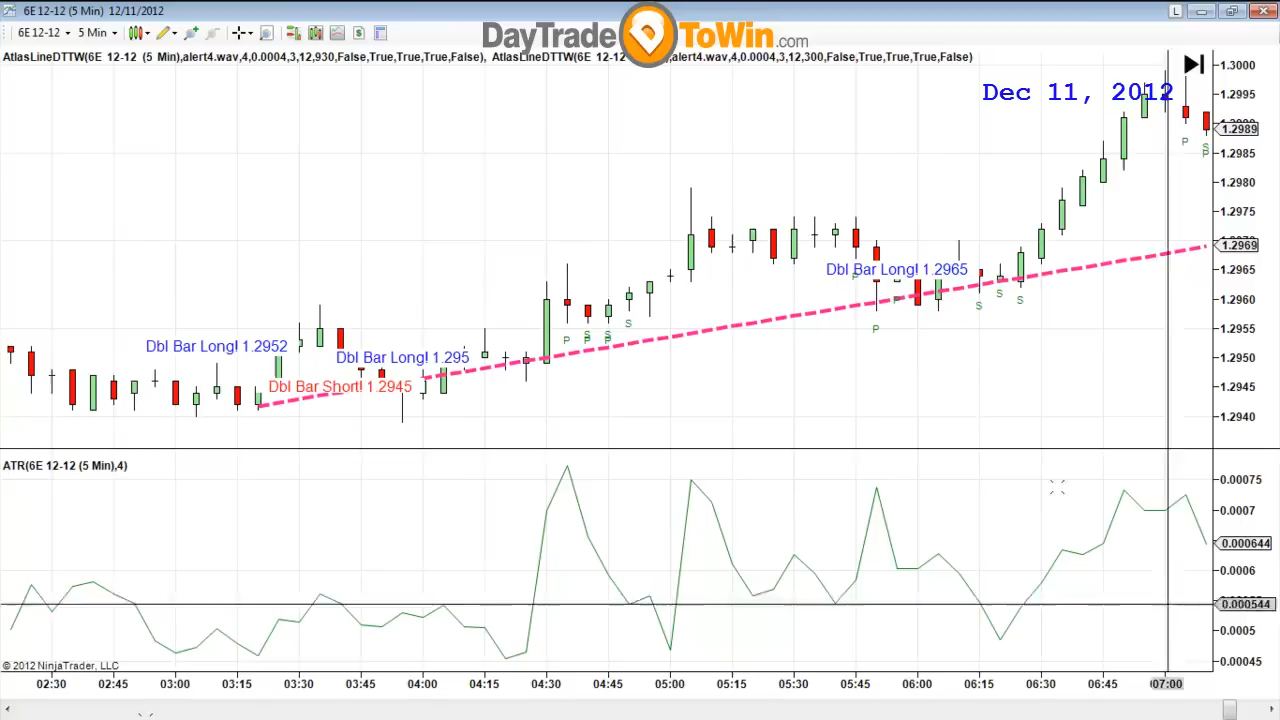 6E 12-12 (5 Min) 12/11/2012
L
6E 12-12 5 Min $
DayTradeToWin.com
AtlasLineDTTW(6E 12-12 (5 Min),alert4.wav,4,0.0004,3,12,930,False,True,True,True,False), AtlasLineDTTW(6E 12-12 ,alert4.wav,4,0.0004,3,12,300,False,True,True,True,False)
Dec 11, 2012
1.3000
1.2995
1.2989
1.2985
1.2980
1.2975
1.2969
1.2965
1.2960
1.2955
1.2950
1.2945
1.2940
Dbl Bar Long! 1.2965
Dbl Bar Long! 1.2952
Dbl Bar Long! 1.295
Dbl Bar Short! 1.2945
P S S S P P S P P P S S S P S P
ATR(6E 12-12 (5 Min),4)
0.00075
0.0007
0.000644
0.0006
0.000544
0.0005
0.00045
© 2012 NinjaTrader, LLC
02:30 02:45 03:00 03:15 03:30 03:45 04:00 04:15 04:30 04:45 05:00 05:15 05:30 05:45 06:00 06:15 06:30 06:45 07:00